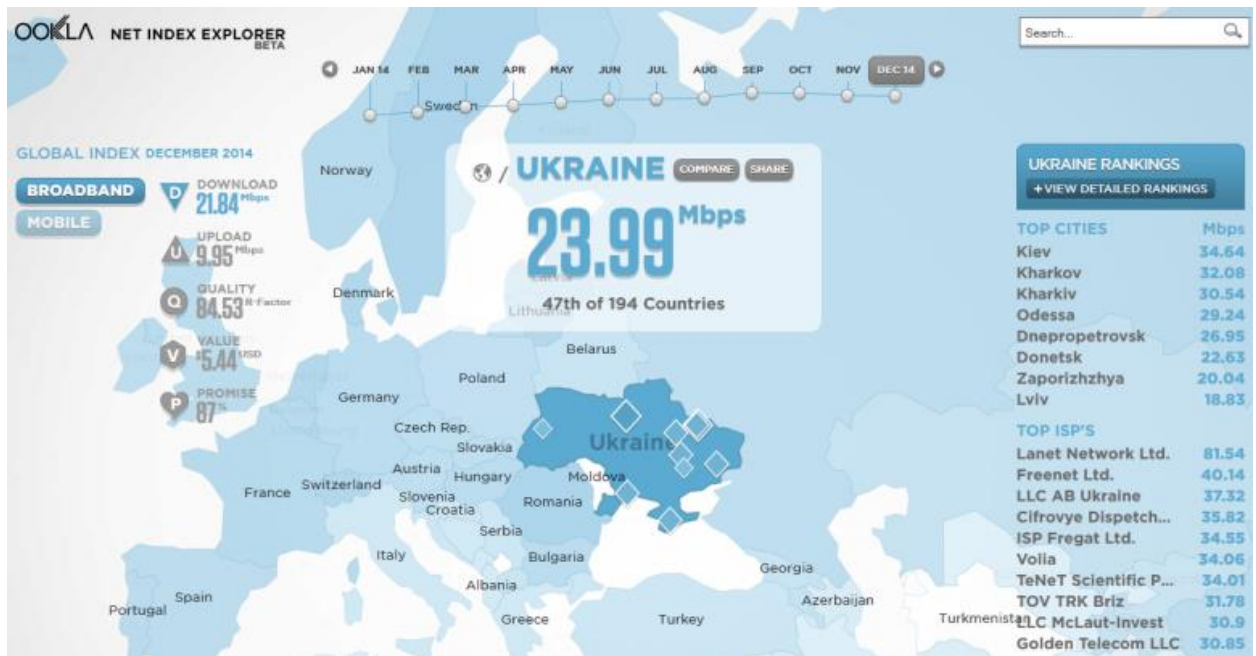 OOKLA NET INDEX EXPLORER
BETA
Search...
JAN 14 FEB MAR APR MAY JUN JUL AUG SEP OCT NOV DEC 14
GLOBAL INDEX DECEMBER 2014
BROADBAND
MOBILE
D DOWNLOAD
21.84 Mbps
U UPLOAD
9.95 Mbps
Q QUALITY
84.53 R-Factor
V VALUE
$5.44 USD
P PROMISE
87%
/ UKRAINE COMPARE SHARE
23.99 Mbps
47th of 194 Countries
UKRAINE RANKINGS
+VIEW DETAILED RANKINGS
TOP CITIES Mbps
Kiev 34.64
Kharkov 32.08
Kharkiv 30.54
Odessa 29.24
Dnepropetrovsk 26.95
Donetsk 22.63
Zaporizhzhya 20.04
Lviv 18.83
TOP ISP'S
Lanet Network Ltd. 81.54
Freenet Ltd. 40.14
LLC AB Ukraine 37.32
Cifrovye Dispetch... 35.82
ISP Fregat Ltd. 34.55
Volia 34.06
TeNeT Scientific P... 34.01
TOV TRK Briz 31.78
LLC McLaut-Invest 30.9
Golden Telecom LLC 30.85
Sweden
Norway
Denmark
Latvia
Lithuania
Belarus
Poland
Germany
Czech Rep.
Ukraine
Slovakia
Austria
Hungary
Moldova
Switzerland
France
Slovenia
Croatia
Romania
Serbia
Italy
Bulgaria
Georgia
Albania
Azerbaijan
Spain
Portugal
Greece
Turkey
Turkmenistan